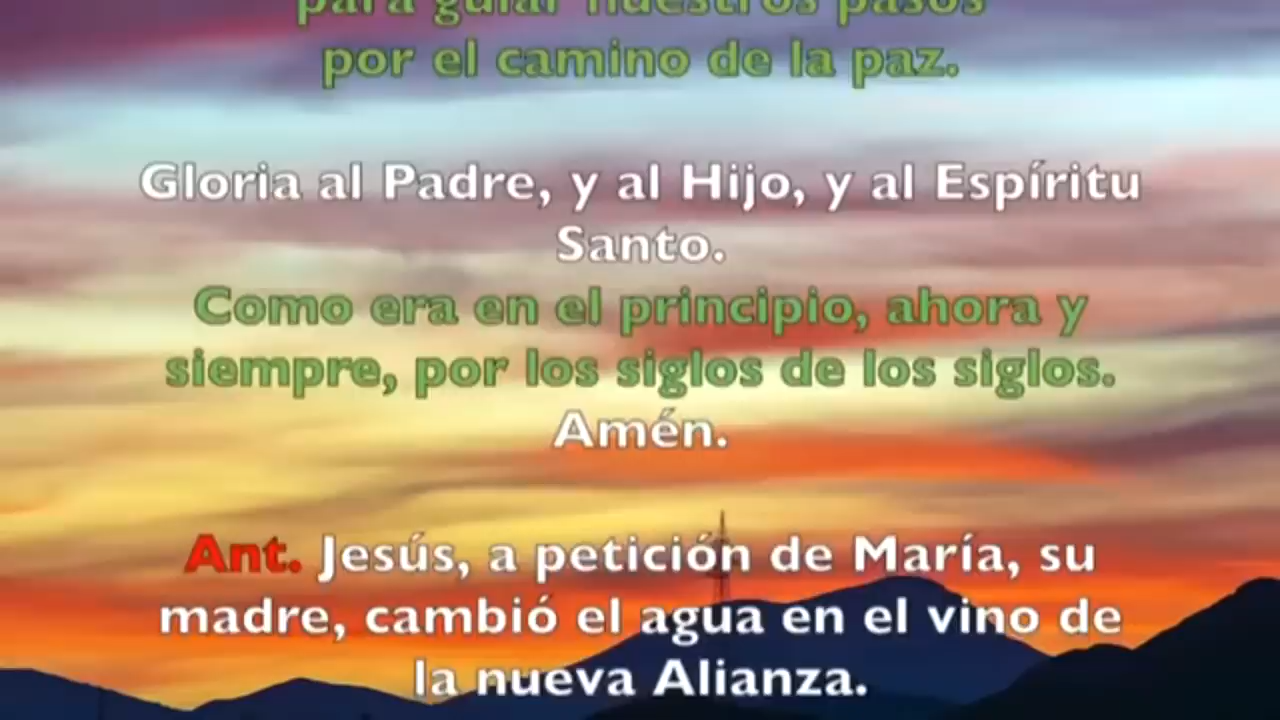 para guiar nuestros pasos
por el camino de la paz.
Gloria al Padre, y al Hijo, y al Espíritu
Santo.
Como era en el principio, ahora y
siempre, por los siglos de los siglos.
Amén.
Ant. Jesús, a petición de María, su
madre, cambió el agua en el vino de
la nueva Alianza.